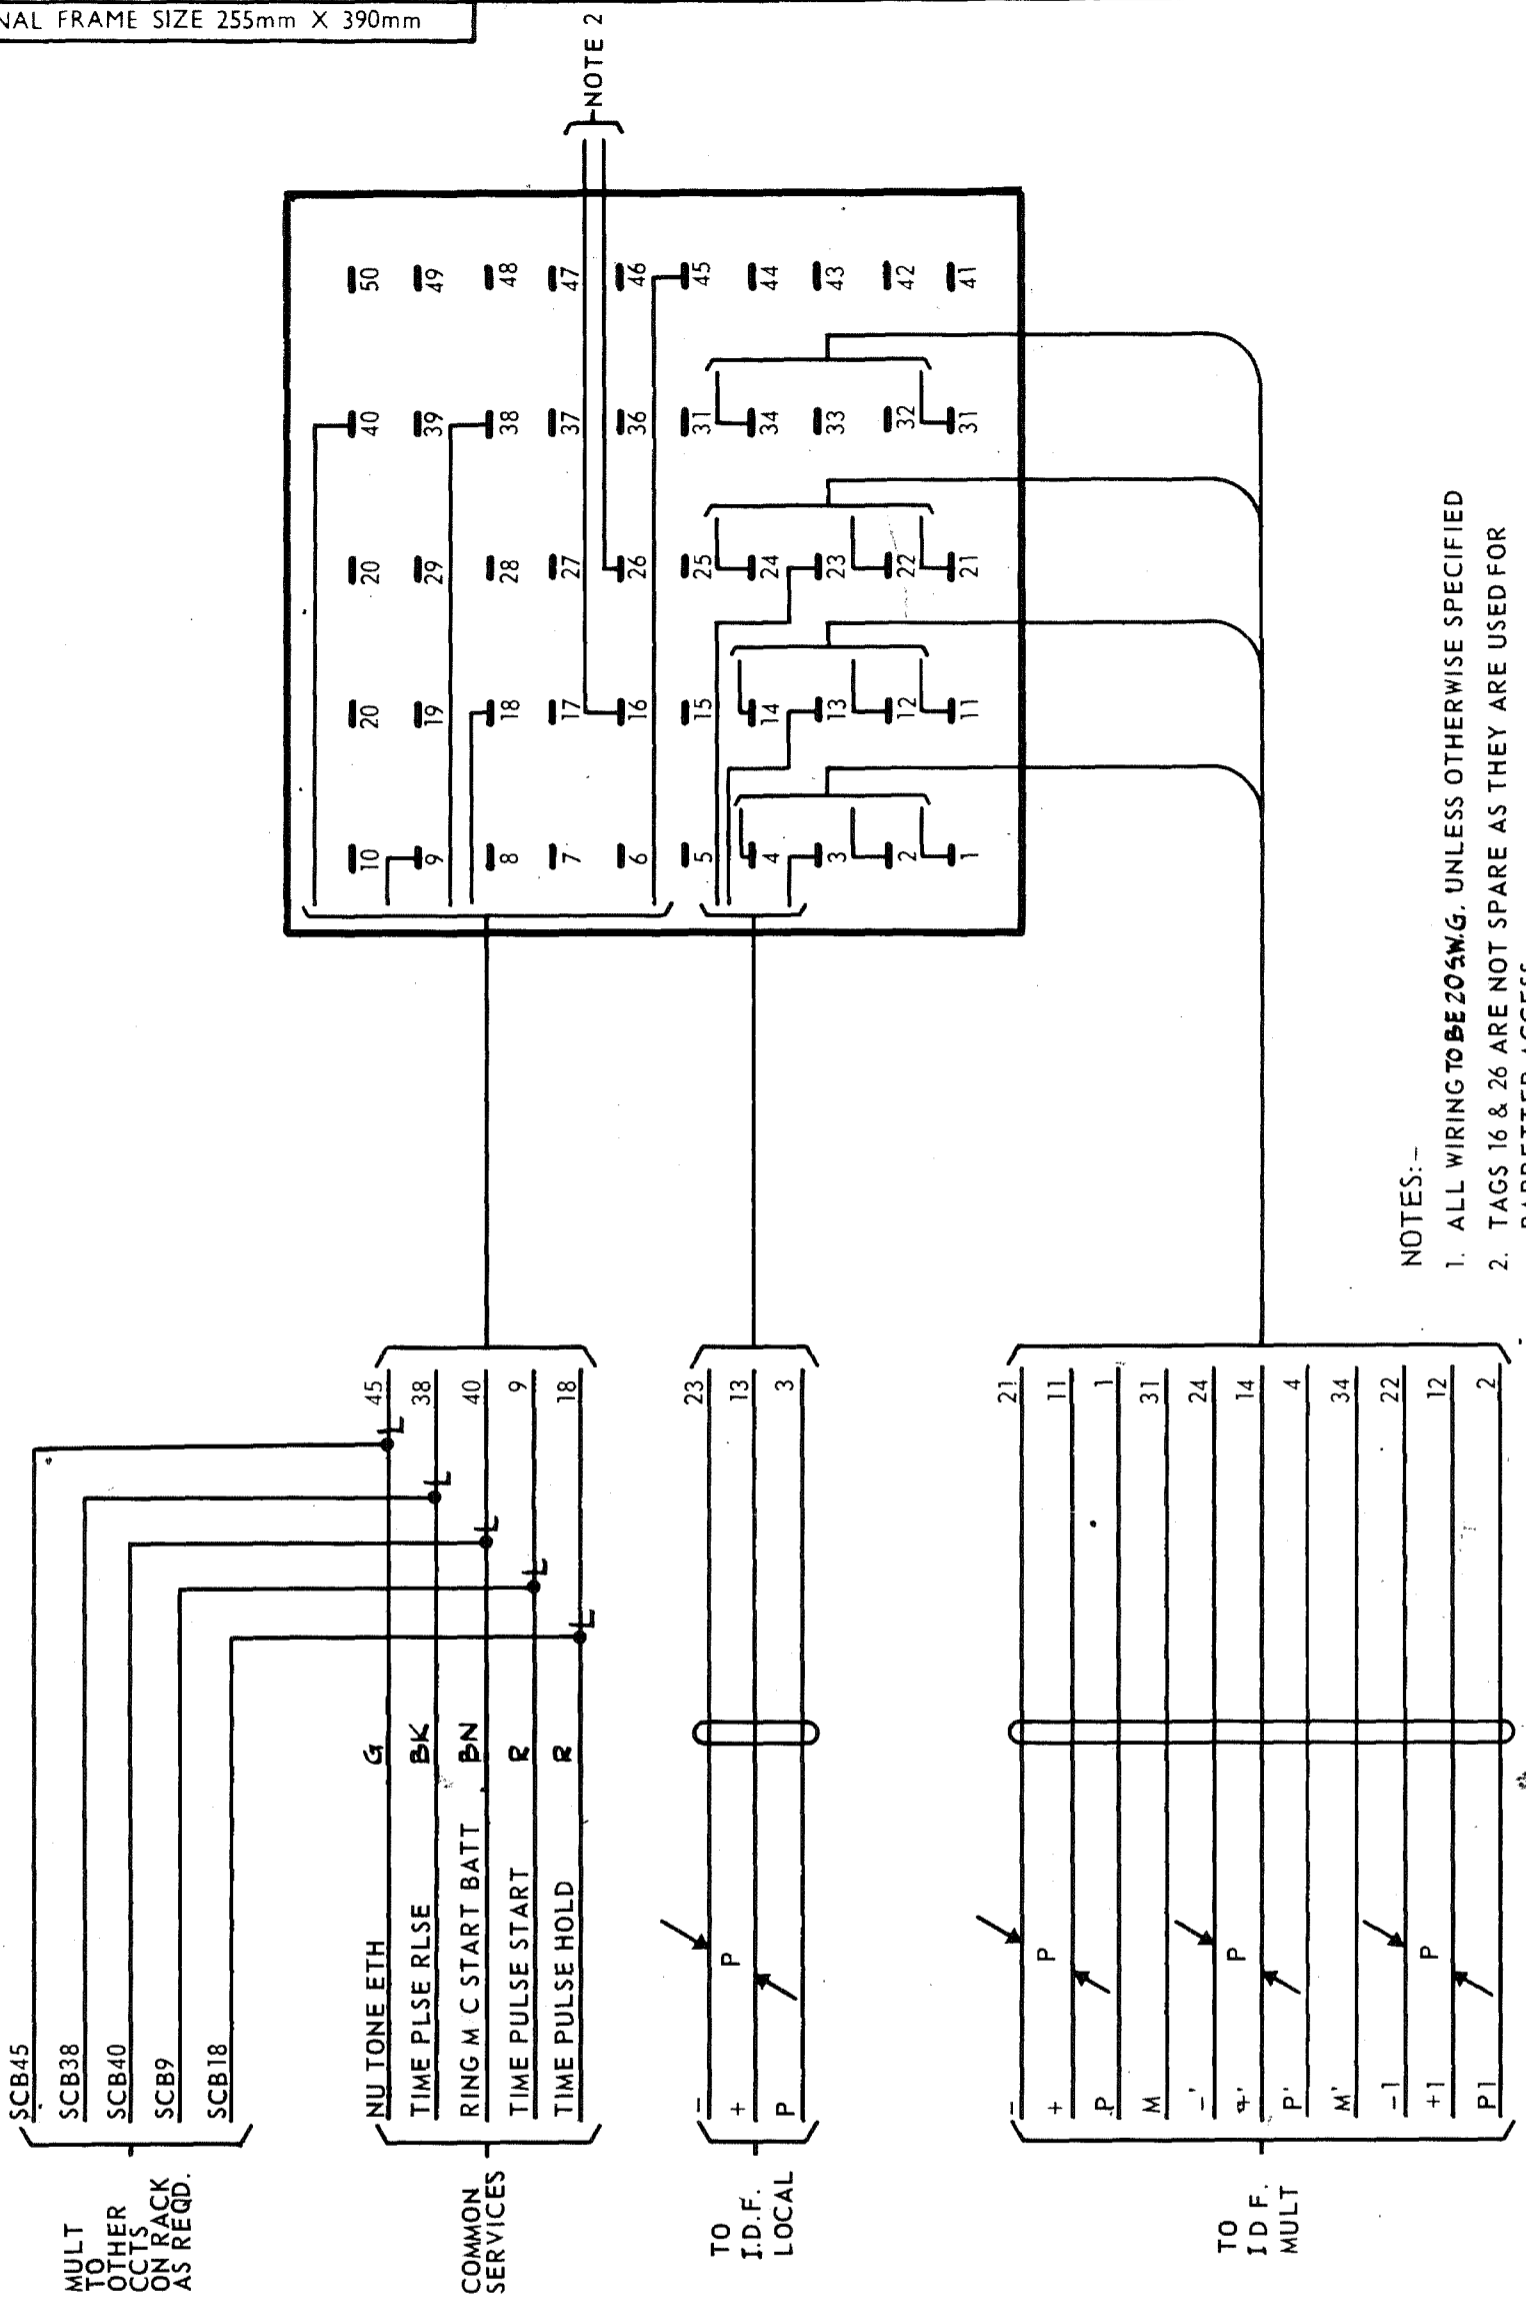 NAL FRAME SIZE 255mm X 390mm
NOTE 2
MULT
TO
OTHER
CCTS
ON RACK
AS REQD.
SCB45
SCB38
SCB40
SCB9
SCB18
COMMON
SERVICES
NU TONE ETH G 45 L
TIME PLSE RLSE BK 38 L
RING M C START BATT BN 40 L
TIME PULSE START R 9 L
TIME PULSE HOLD R 18 L
TO
I.D.F.
LOCAL
- 23
P
+ 13
P 3
TO
I D F.
MULT
- 21
P
+ 11
P 1
M 31
-' 24
P
+' 14
P' 4
M' 34
-1 22
P
+1 12
P1 2
10 20 20 40 50
9 19 29 39 49
8 18 28 38 48
7 17 27 37 47
6 16 26 36 46
5 15 25 31 45
4 14 24 34 44
3 13 23 33 43
2 12 22 32 42
1 11 21 31 41
NOTES:-
1. ALL WIRING TO BE 20 S.W.G. UNLESS OTHERWISE SPECIFIED
2. TAGS 16 & 26 ARE NOT SPARE AS THEY ARE USED FOR